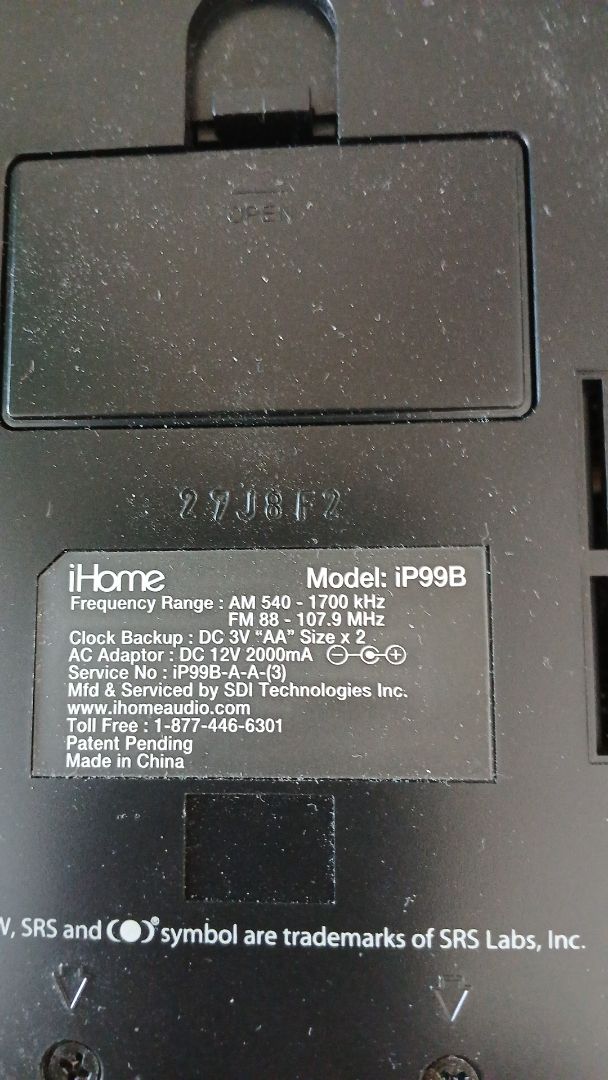 OPEN
27J8F2
iHome Model: iP99B
Frequency Range : AM 540 - 1700 kHz
FM 88 - 107.9 MHz
Clock Backup : DC 3V “AA” Size x 2
AC Adaptor : DC 12V 2000mA
Service No : iP99B-A-A-(3)
Mfd & Serviced by SDI Technologies Inc.
www.ihomeaudio.com
Toll Free : 1-877-446-6301
Patent Pending
Made in China
SRS and ® symbol are trademarks of SRS Labs, Inc.